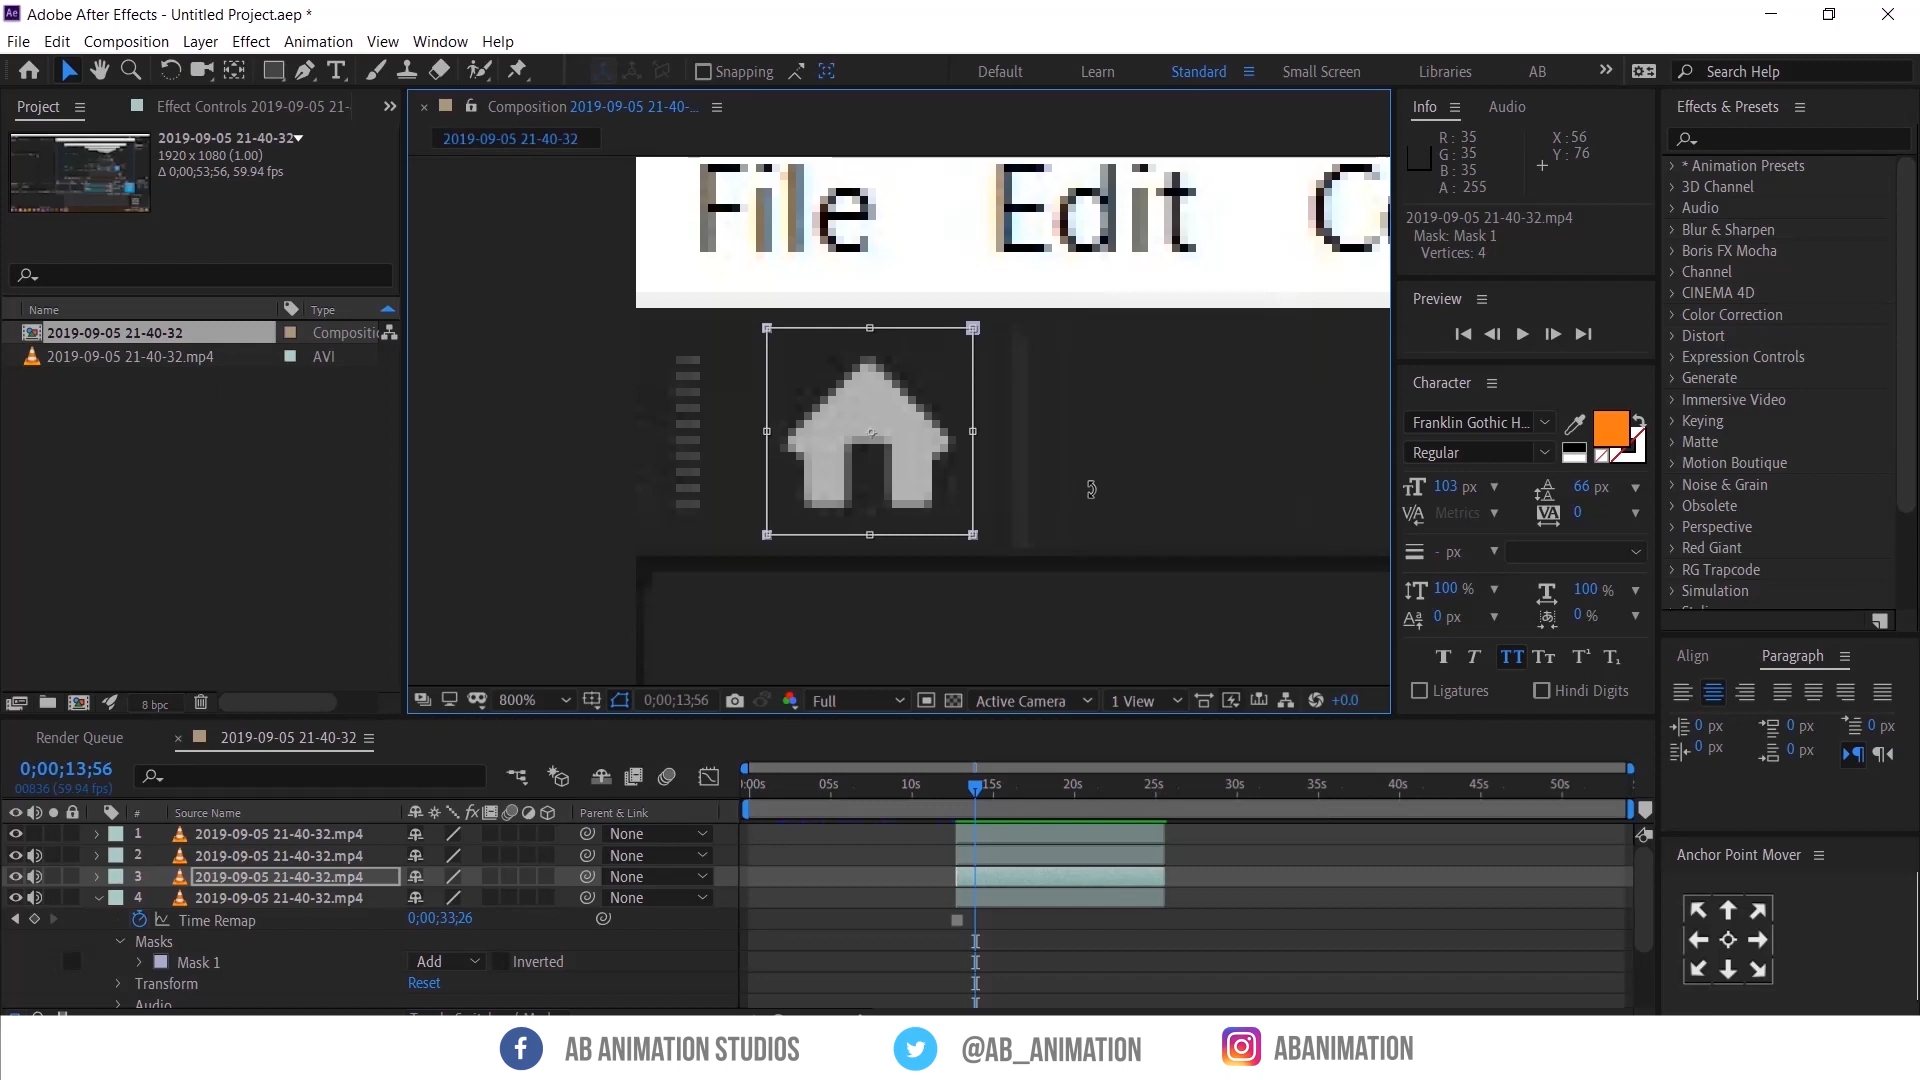 Adobe After Effects - Untitled Project.aep *
File Edit Composition Layer Effect Animation View Window Help
Snapping
Default Learn Standard Small Screen Libraries AB
Search Help
Project
Effect Controls 2019-09-05 21-
2019-09-05 21-40-32
1920 x 1080 (1.00)
Δ 0;00;53;56, 59.94 fps
Name Type
2019-09-05 21-40-32 Compositi
2019-09-05 21-40-32.mp4 AVI
8 bpc
Composition 2019-09-05 21-40-...
2019-09-05 21-40-32
File Edit
800% 0;00;13;56 Full Active Camera 1 View +0.0
Info Audio
R : 35
G : 35
B : 35
A : 255
X : 56
Y : 76
2019-09-05 21-40-32.mp4
Mask: Mask 1
Vertices: 4
Preview
Character
Franklin Gothic H...
Regular
103 px 66 px
Metrics 0
- px
100 % 100 %
0 px 0 %
Ligatures Hindi Digits
Effects & Presets
* Animation Presets
3D Channel
Audio
Blur & Sharpen
Boris FX Mocha
Channel
CINEMA 4D
Color Correction
Distort
Expression Controls
Generate
Immersive Video
Keying
Matte
Motion Boutique
Noise & Grain
Obsolete
Perspective
Red Giant
RG Trapcode
Simulation
Align Paragraph
0 px 0 px 0 px
0 px 0 px
Anchor Point Mover
Render Queue
2019-09-05 21-40-32
0;00;13;56
00836 (59.94 fps)
:00s 05s 10s 15s 20s 25s 30s 35s 40s 45s 50s
# Source Name Parent & Link
1 2019-09-05 21-40-32.mp4 None
2 2019-09-05 21-40-32.mp4 None
3 2019-09-05 21-40-32.mp4 None
4 2019-09-05 21-40-32.mp4 None
Time Remap 0;00;33;26
Masks
Mask 1 Add Inverted
Transform Reset
Audio
AB ANIMATION STUDIOS @AB_ANIMATION ABANIMATION